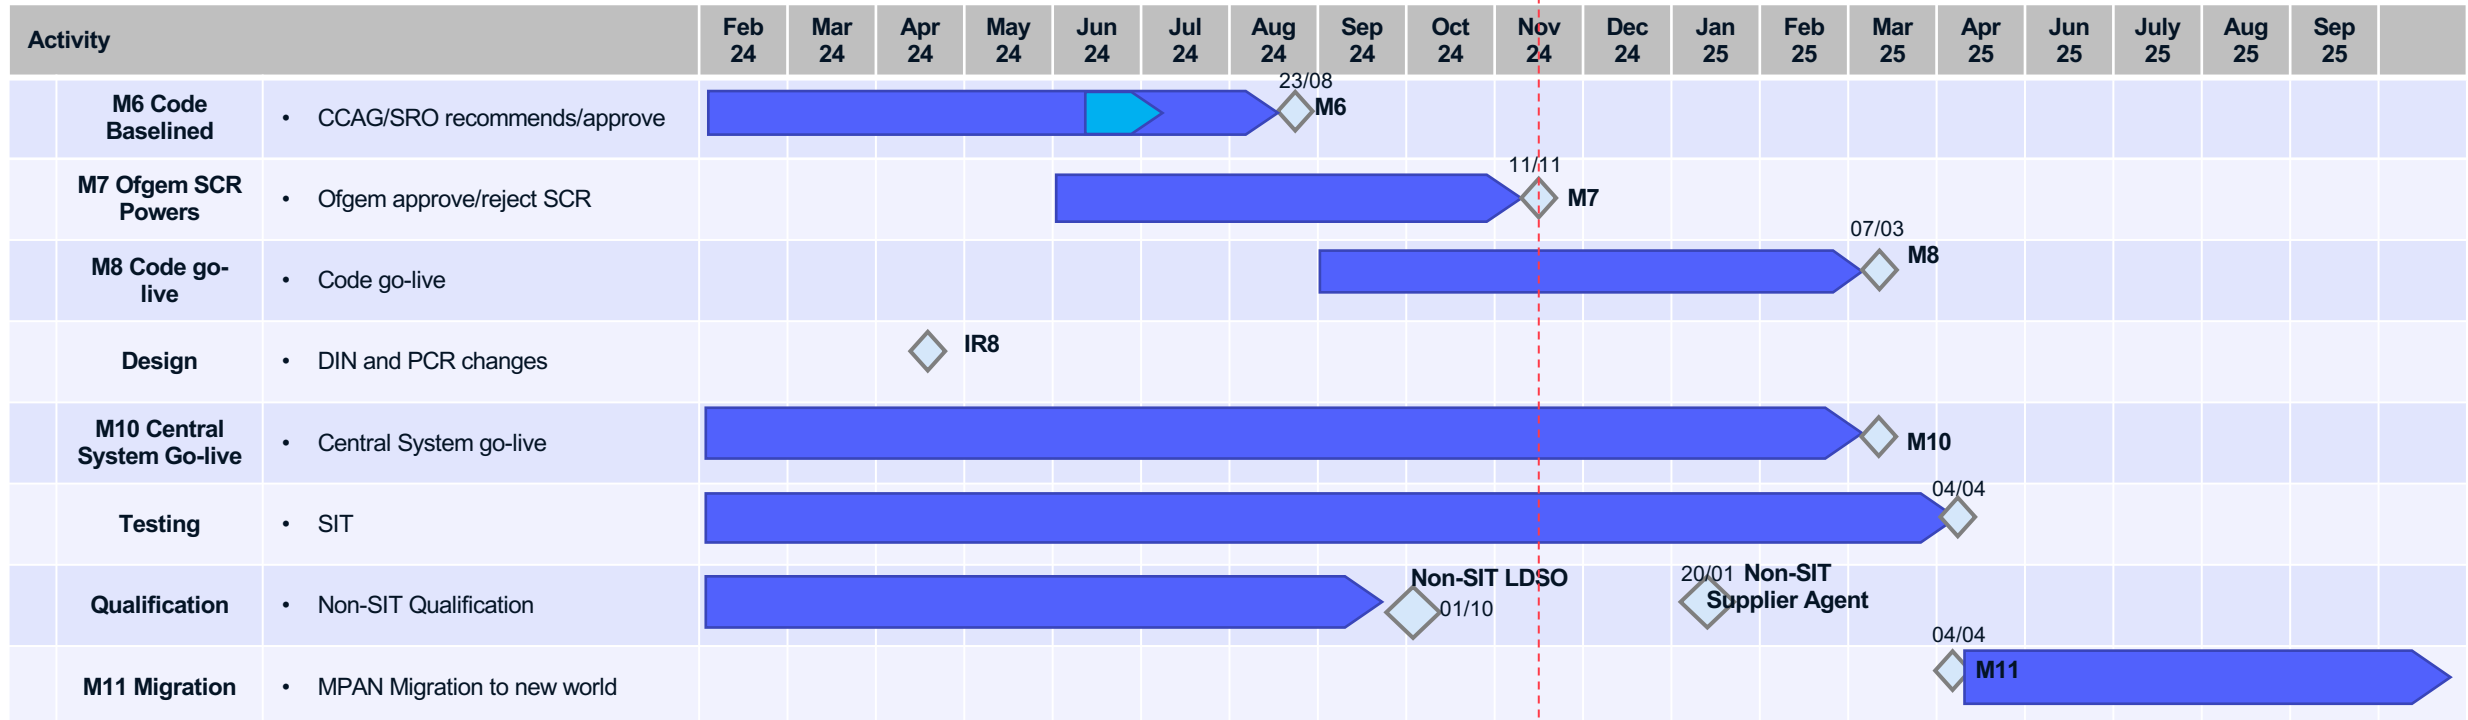 Activity
Feb 24
Mar 24
Apr 24
May 24
Jun 24
Jul 24
Aug 24
Sep 24
Oct 24
Nov 24
Dec 24
Jan 25
Feb 25
Mar 25
Apr 25
Jun 25
July 25
Aug 25
Sep 25
M6 Code
Baselined
• CCAG/SRO recommends/approve
23/08
M6
M7 Ofgem SCR
Powers
• Ofgem approve/reject SCR
11/11
M7
M8 Code go-
live
• Code go-live
07/03
M8
Design
• DIN and PCR changes
IR8
M10 Central
System Go-live
• Central System go-live
M10
Testing
• SIT
04/04
Qualification
• Non-SIT Qualification
Non-SIT LDSO
01/10
20/01
Non-SIT
Supplier Agent
M11 Migration
• MPAN Migration to new world
04/04
M11